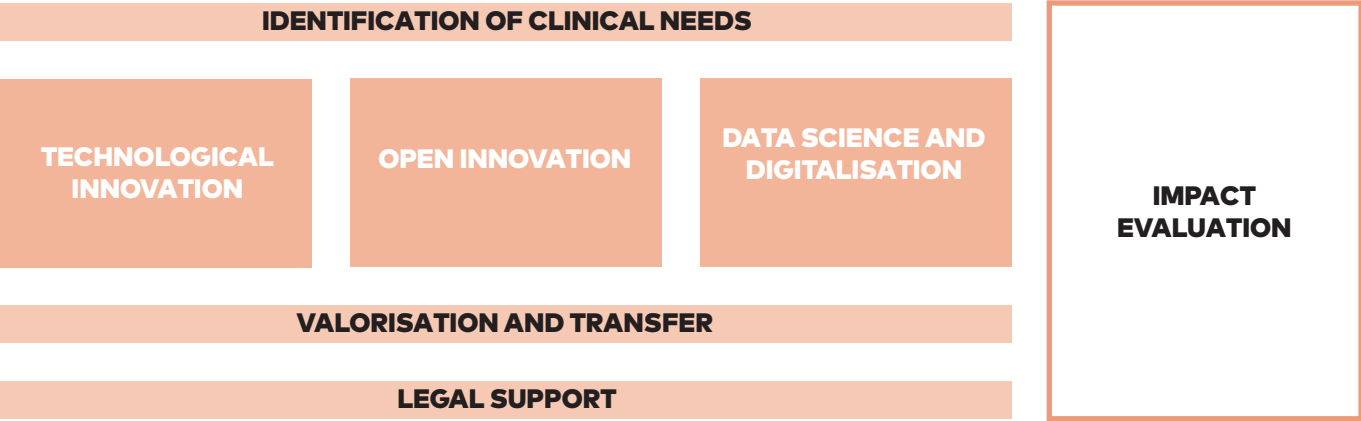 IDENTIFICATION OF CLINICAL NEEDS
TECHNOLOGICAL
INNOVATION
OPEN INNOVATION
DATA SCIENCE AND
DIGITALISATION
IMPACT
EVALUATION
VALORISATION AND TRANSFER
LEGAL SUPPORT